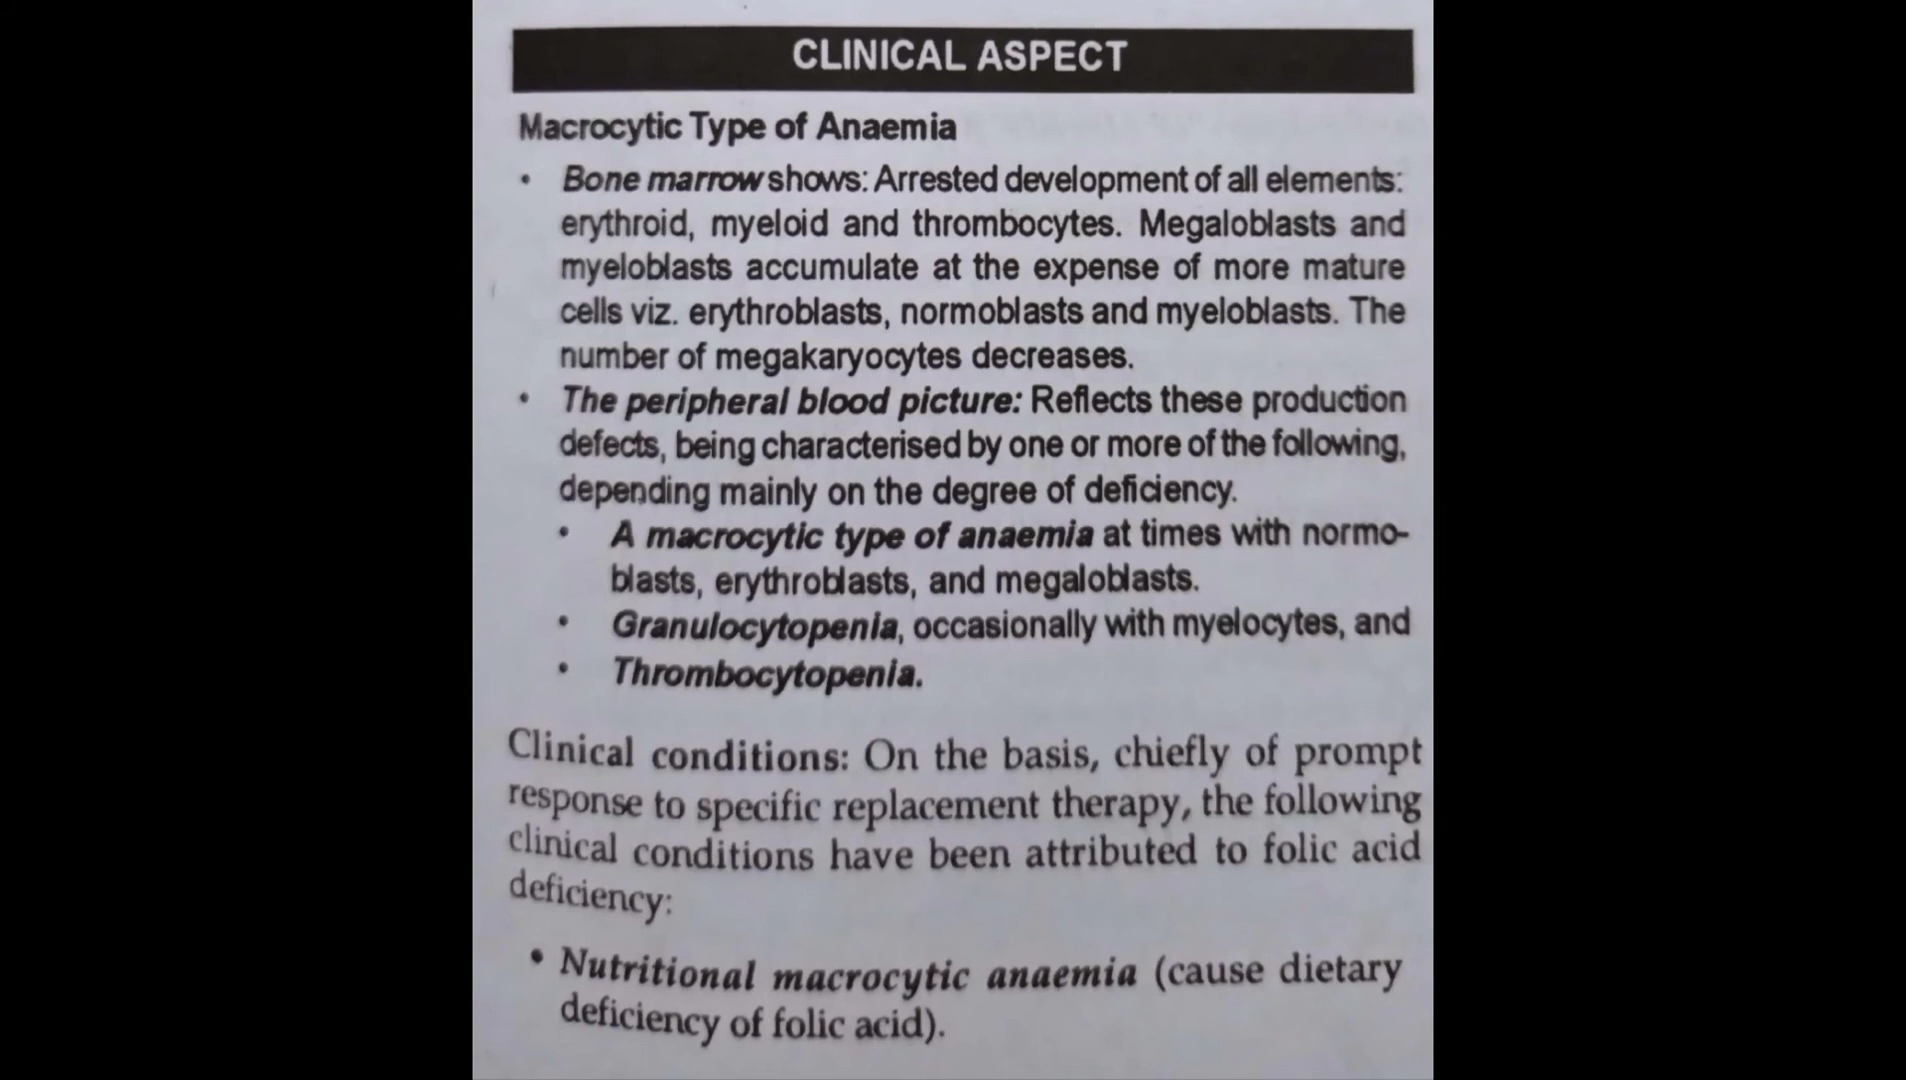 CLINICAL ASPECT
Macrocytic Type of Anaemia
• Bone marrow shows: Arrested development of all elements:
erythroid, myeloid and thrombocytes. Megaloblasts and
myeloblasts accumulate at the expense of more mature
cells viz. erythroblasts, normoblasts and myeloblasts. The
number of megakaryocytes decreases.
• The peripheral blood picture: Reflects these production
defects, being characterised by one or more of the following,
depending mainly on the degree of deficiency.
• A macrocytic type of anaemia at times with normo-
blasts, erythroblasts, and megaloblasts.
• Granulocytopenia, occasionally with myelocytes, and
• Thrombocytopenia.
Clinical conditions: On the basis, chiefly of prompt
response to specific replacement therapy, the following
clinical conditions have been attributed to folic acid
deficiency:
• Nutritional macrocytic anaemia (cause dietary
deficiency of folic acid).